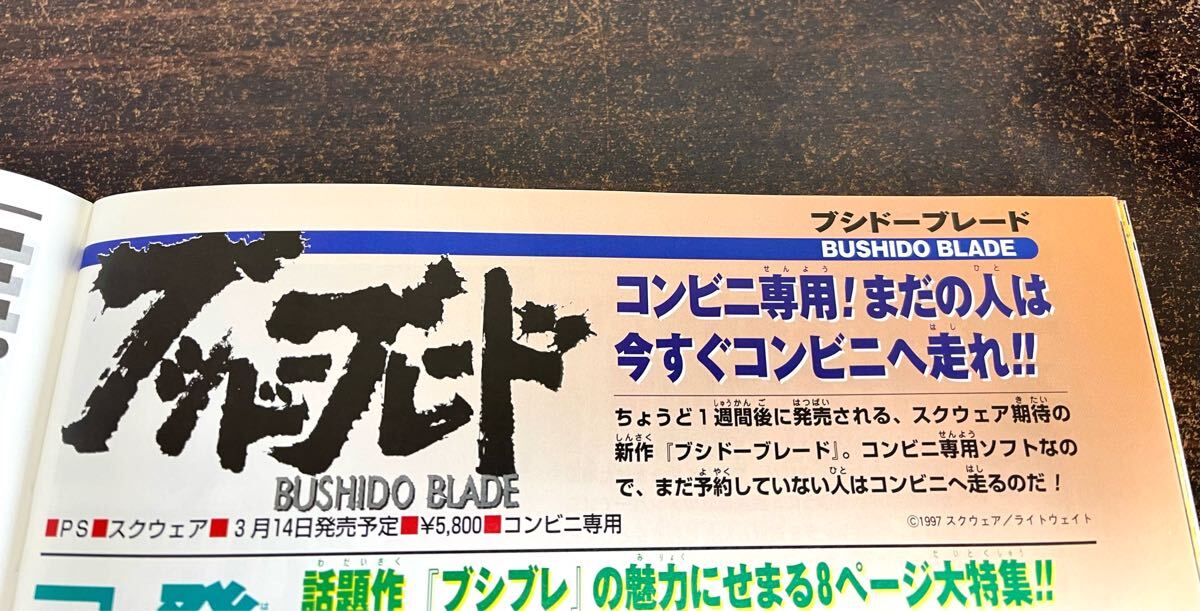 ブシドーブレード
BUSHIDO BLADE
ブシドーブレード
BUSHIDO BLADE
コンビニ専用!まだの人は
今すぐコンビニへ走れ!!
ちょうど1週間後に発売される、スクウェア期待の
新作『ブシドーブレード』。コンビニ専用ソフトなの
で、まだ予約していない人はコンビニへ走るのだ!
©1997 スクウェア/ライトウェイト
■PS■スクウェア■3月14日発売予定■¥5,800■コンビニ専用
話題作『ブシブレ』の魅力にせまる8ページ大特集!!